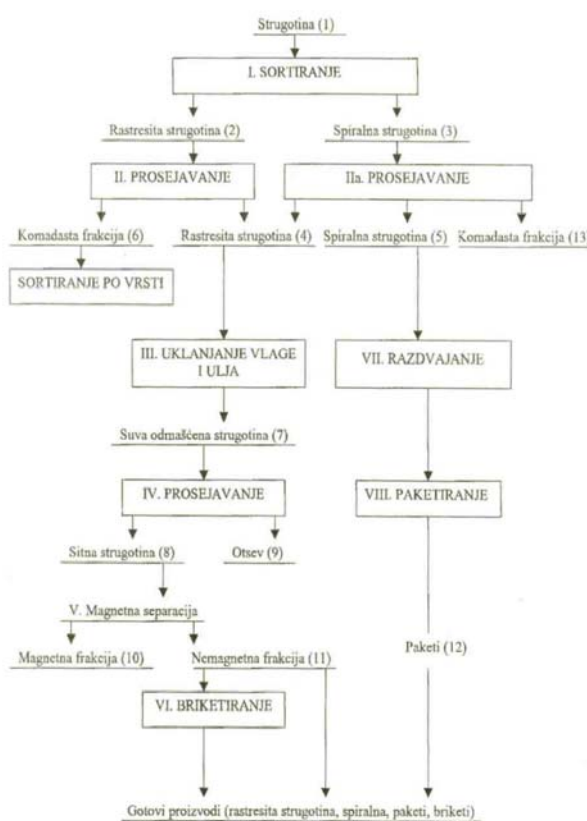 Strugotina (1)
I. SORTIRANJE
Rastresita strugotina (2)
Spiralna strugotina (3)
II. PROSEJAVANJE
IIa. PROSEJAVANJE
Komadasta frakcija (6)
Rastresita strugotina (4)
Spiralna strugotina (5)
Komadasta frakcija (13)
SORTIRANJE PO VRSTI
III. UKLANJANJE VLAGE
I ULJA
VII. RAZDVAJANJE
Suva odmašćena strugotina (7)
IV. PROSEJAVANJE
VIII. PAKETIRANJE
Sitna strugotina (8)
Otsev (9)
V. Magnetna separacija
Magnetna frakcija (10)
Nemagnetna frakcija (11)
Paketi (12)
VI. BRIKETIRANJE
Gotovi proizvodi (rastresita strugotina, spiralna, paketi, briketi)